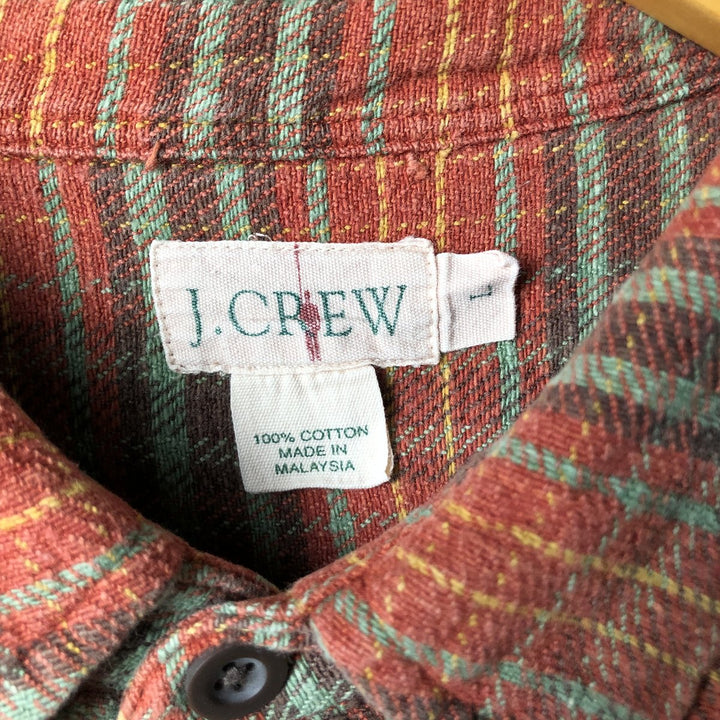 J.CREW
L
100% COTTON
MADE IN
MALAYSIA